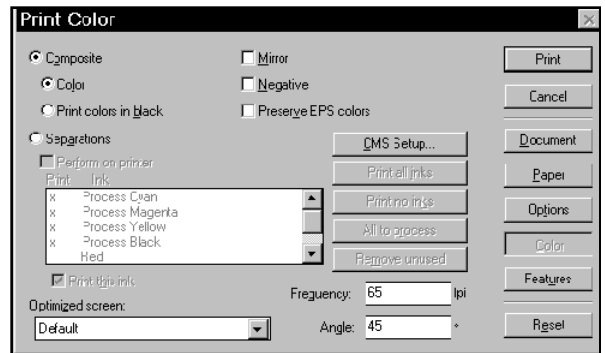 Print Color
Composite
Color
Print colors in black
Separations
Perform on printer
Print Ink
x Process Cyan
x Process Magenta
x Process Yellow
x Process Black
Red
Print this ink
Optimized screen:
Default
Mirror
Negative
Preserve EPS colors
CMS Setup...
Print all inks
Print no inks
All to process
Remove unused
Frequency: 65 lpi
Angle: 45 °
Print
Cancel
Document
Paper
Options
Color
Features
Reset